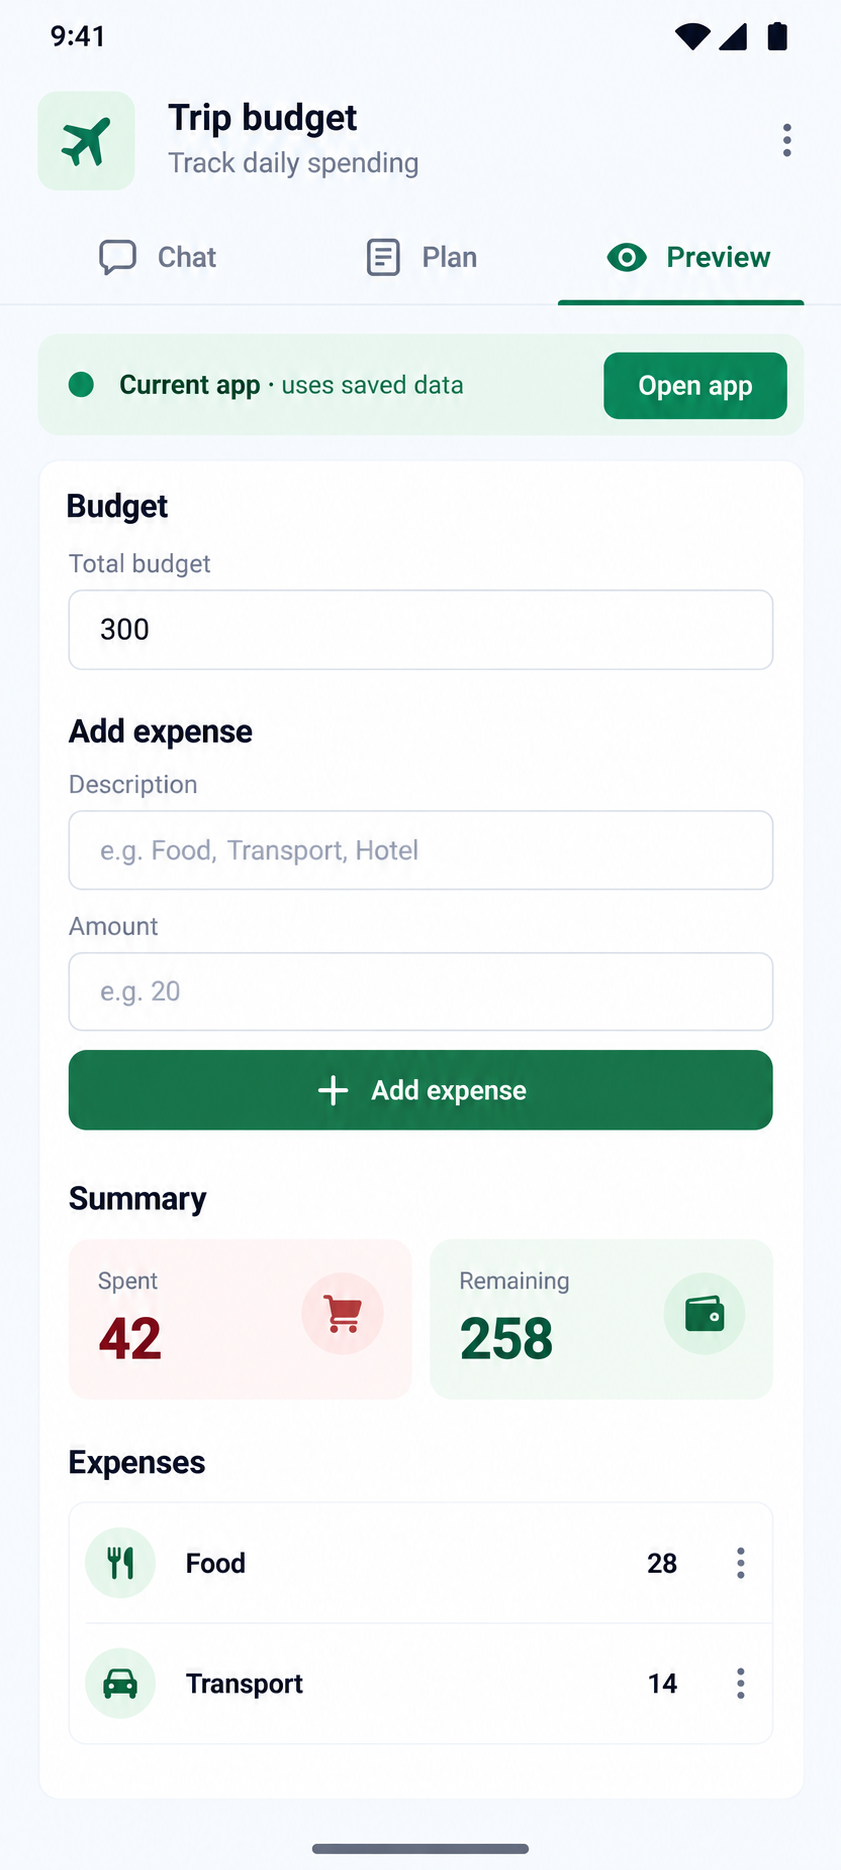 9:41
Trip budget
Track daily spending
Chat
Plan
Preview
Current app · uses saved data
Open app
Budget
Total budget
300
Add expense
Description
e.g. Food, Transport, Hotel
Amount
e.g. 20
Add expense
Summary
Spent
42
Remaining
258
Expenses
Food 28
Transport 14